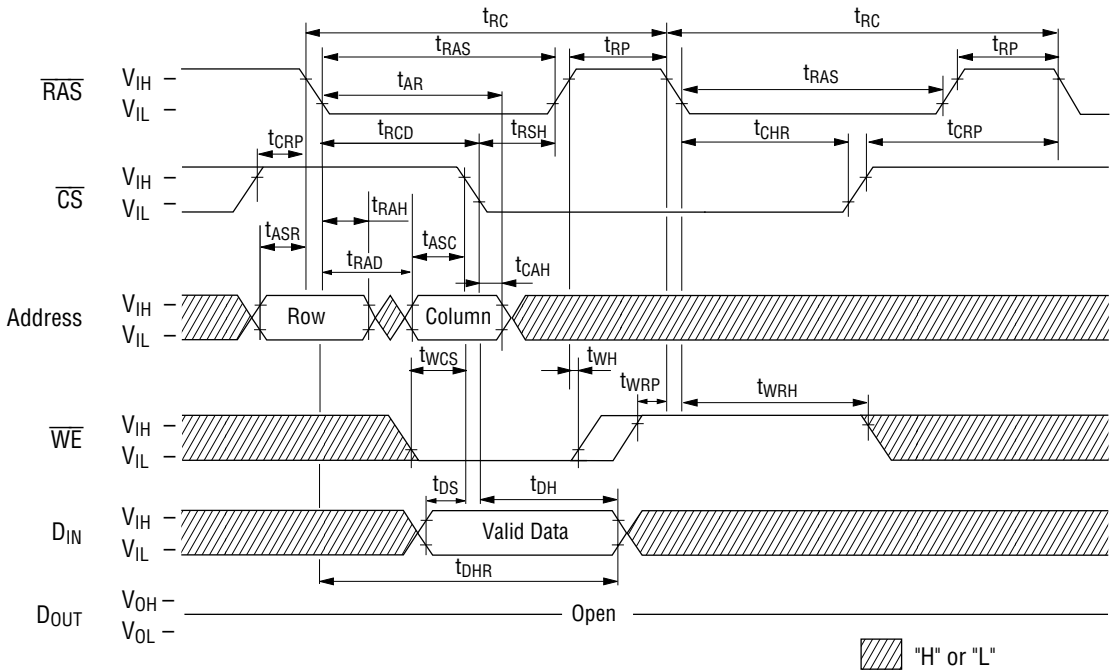 tRC tRC
tRAS tRP tRP
tAR tRAS
RAS VIH –
VIL –
tRCD tRSH tCHR tCRP
tCRP
CS VIH –
VIL –
tRAH
tASR tASC
tRAD tCAH
Address VIH –
VIL –
Row Column
tWCS tWH
tWRP tWRH
WE VIH –
VIL –
tDS tDH
DIN VIH –
VIL –
Valid Data
tDHR
DOUT VOH –
VOL –
Open
"H" or "L"